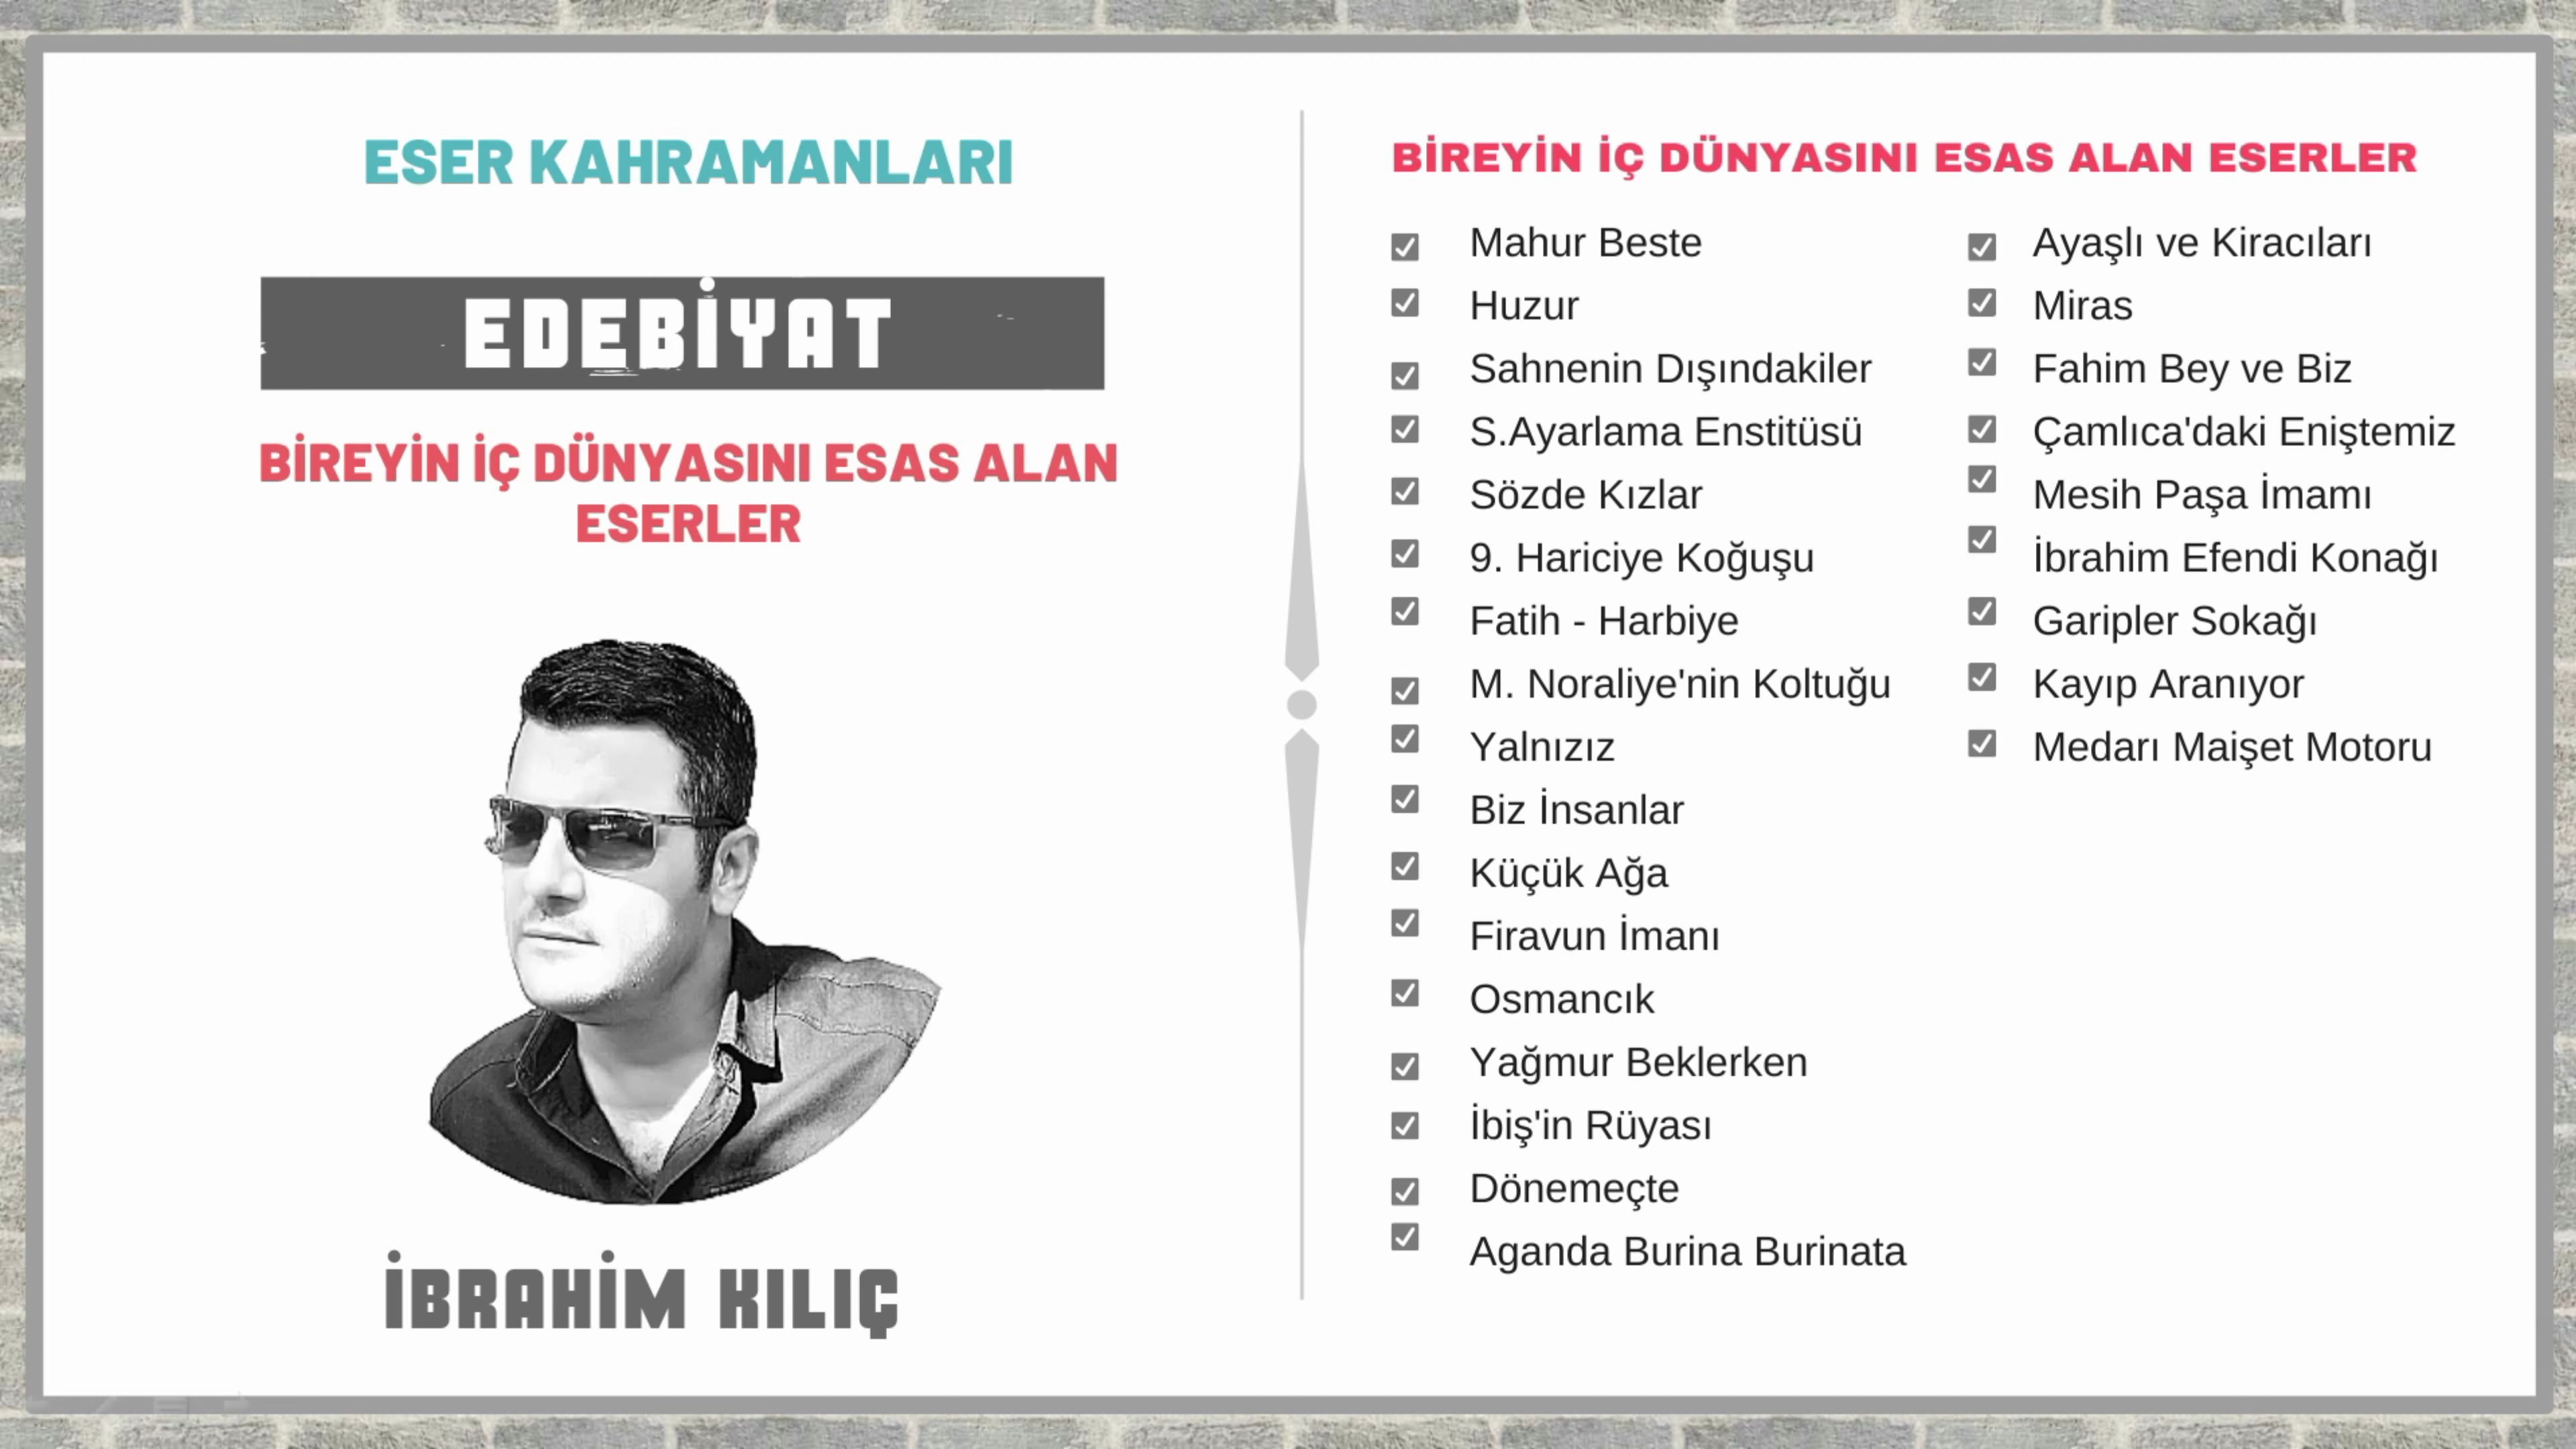 ESER KAHRAMANLARI
EDEBİYAT
BİREYİN İÇ DÜNYASINI ESAS ALAN
ESERLER
İBRAHİM KILIÇ
BİREYİN İÇ DÜNYASINI ESAS ALAN ESERLER
Mahur Beste
Huzur
Sahnenin Dışındakiler
S.Ayarlama Enstitüsü
Sözde Kızlar
9. Hariciye Koğuşu
Fatih - Harbiye
M. Noraliye'nin Koltuğu
Yalnızız
Biz İnsanlar
Küçük Ağa
Firavun İmanı
Osmancık
Yağmur Beklerken
İbiş'in Rüyası
Dönemeçte
Aganda Burina Burinata
Ayaşlı ve Kiracıları
Miras
Fahim Bey ve Biz
Çamlıca'daki Eniştemiz
Mesih Paşa İmamı
İbrahim Efendi Konağı
Garipler Sokağı
Kayıp Aranıyor
Medarı Maişet Motoru